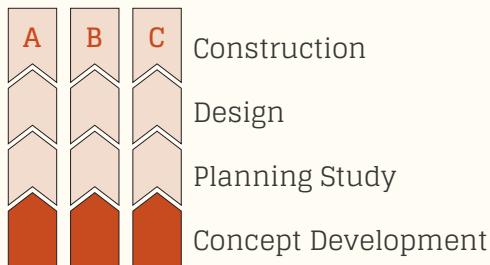 A B C
Construction
Design
Planning Study
Concept Development